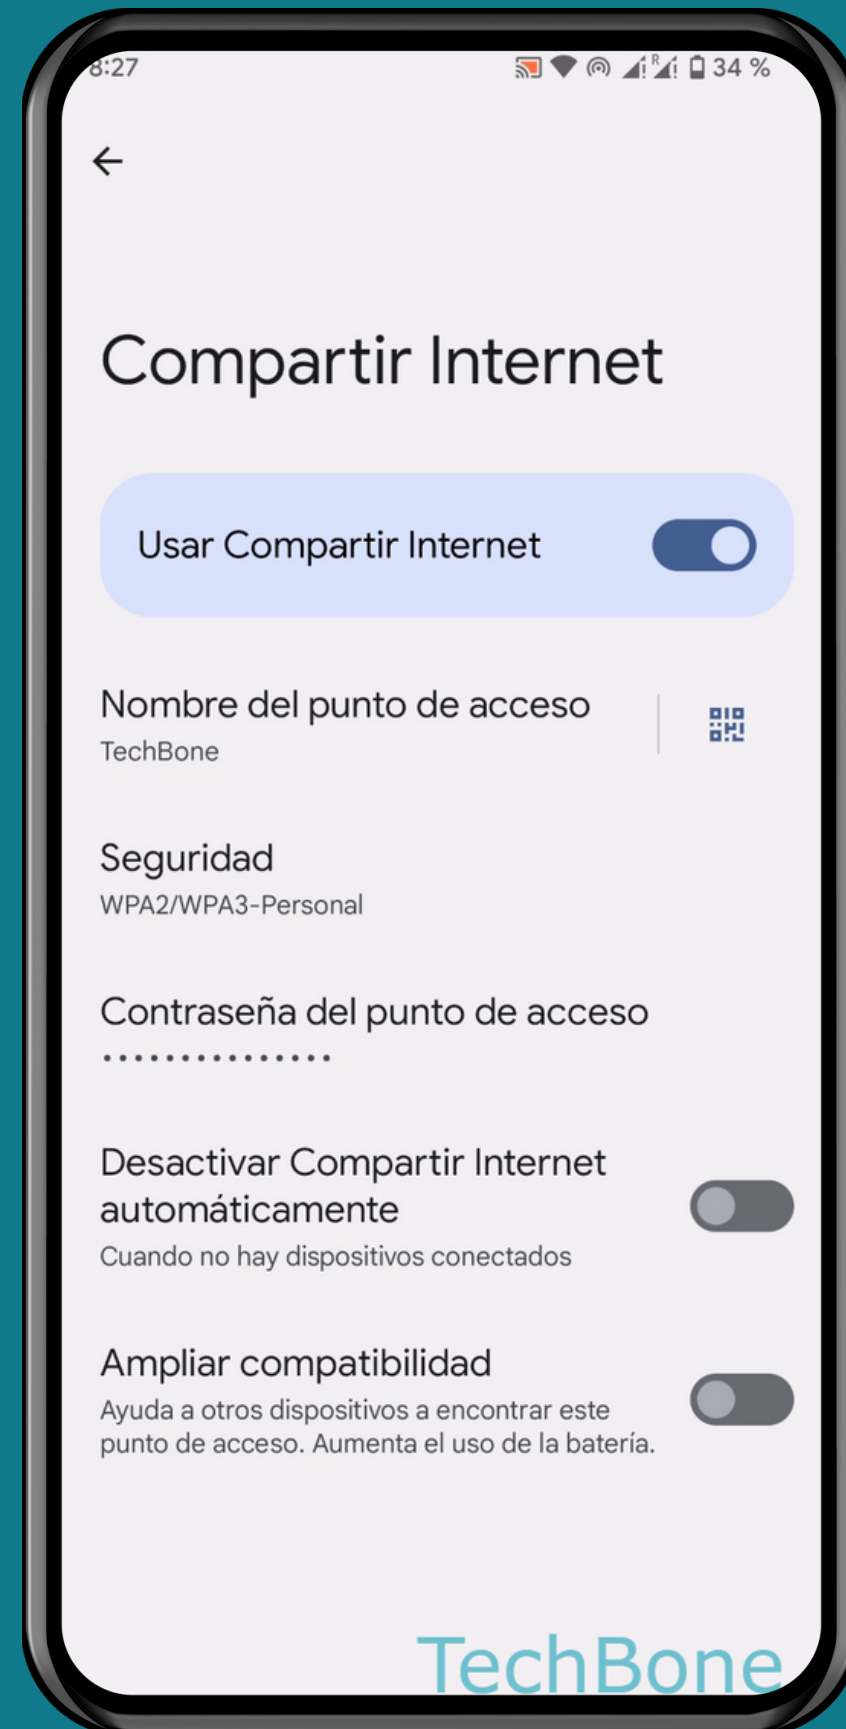 8:27 R 34 %
Compartir Internet
Usar Compartir Internet
Nombre del punto de acceso
TechBone
Seguridad
WPA2/WPA3-Personal
Contraseña del punto de acceso
•••••••••••••••
Desactivar Compartir Internet
automáticamente
Cuando no hay dispositivos conectados
Ampliar compatibilidad
Ayuda a otros dispositivos a encontrar este
punto de acceso. Aumenta el uso de la batería.
TechBone